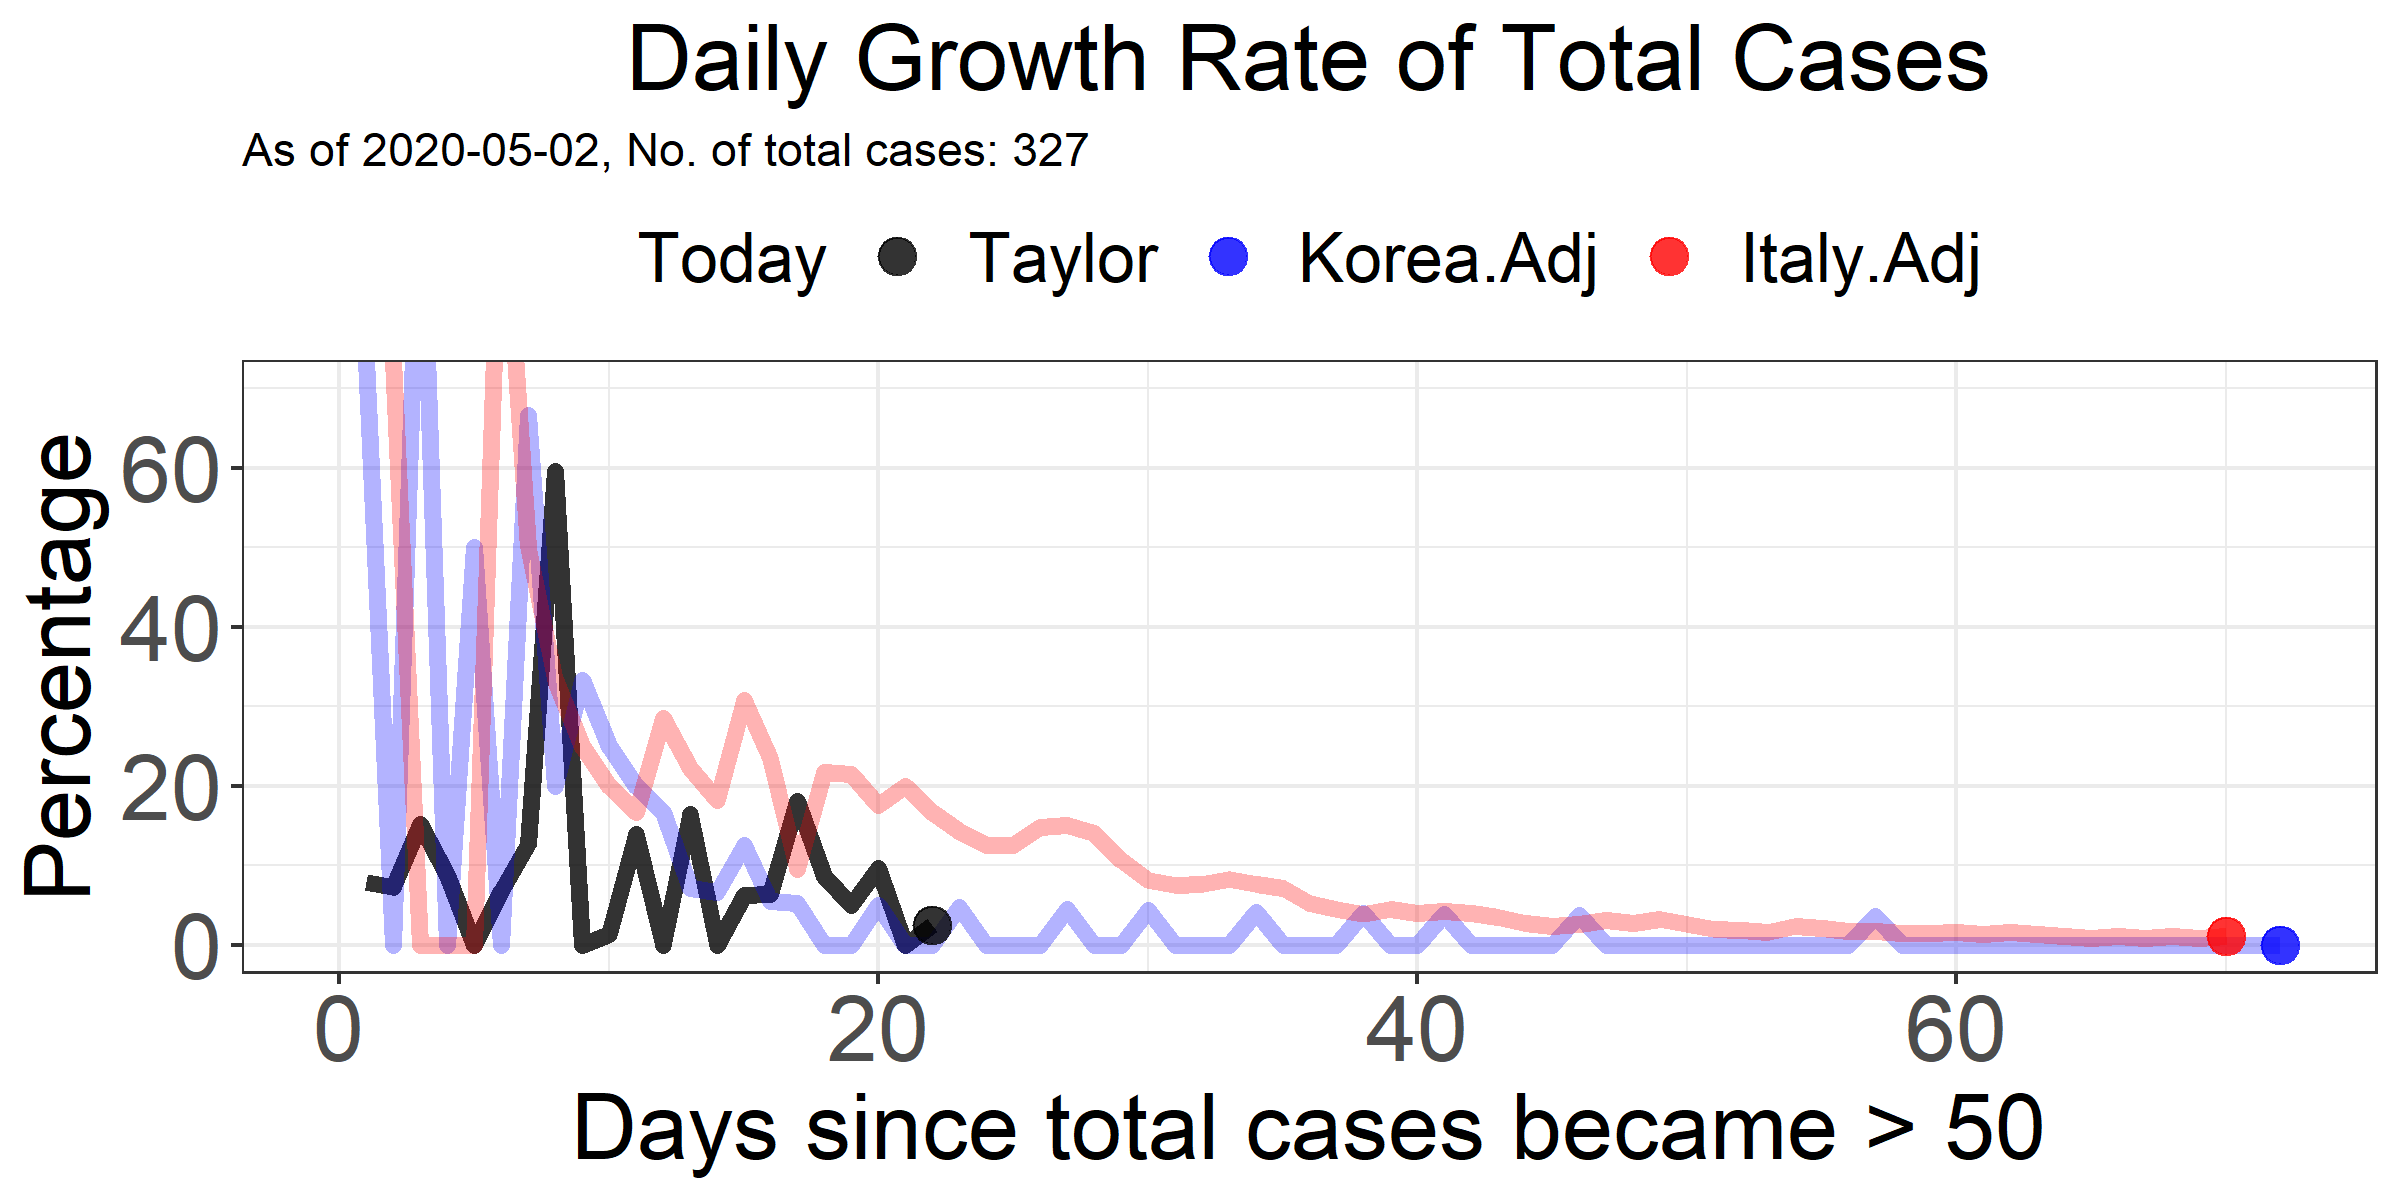 Daily Growth Rate of Total Cases
As of 2020-05-02, No. of total cases: 327
Today Taylor Korea.Adj Italy.Adj
Percentage
60
40
20
0
0 20 40 60
Days since total cases became > 50